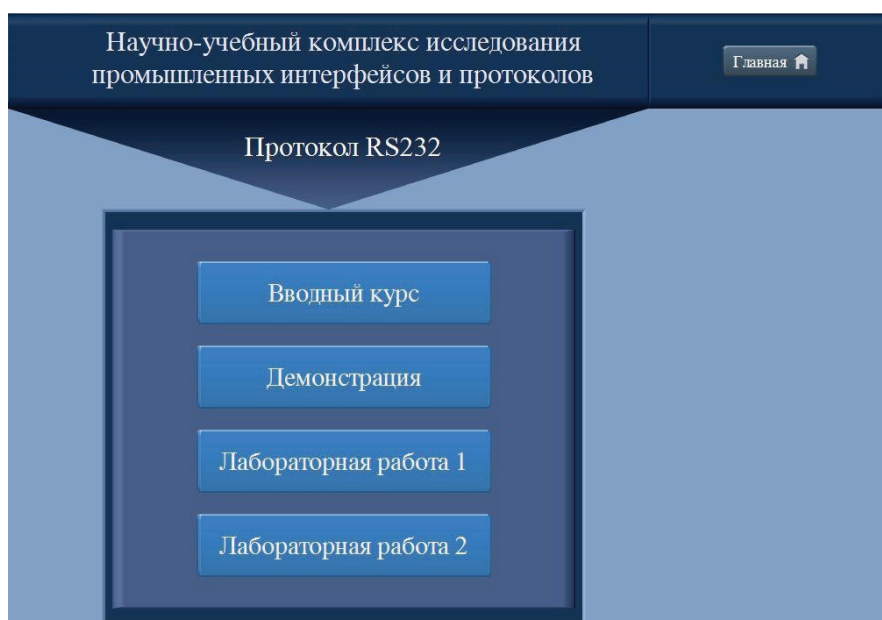 Научно-учебный комплекс исследования
промышленных интерфейсов и протоколов
Главная
Протокол RS232
Вводный курс
Демонстрация
Лабораторная работа 1
Лабораторная работа 2